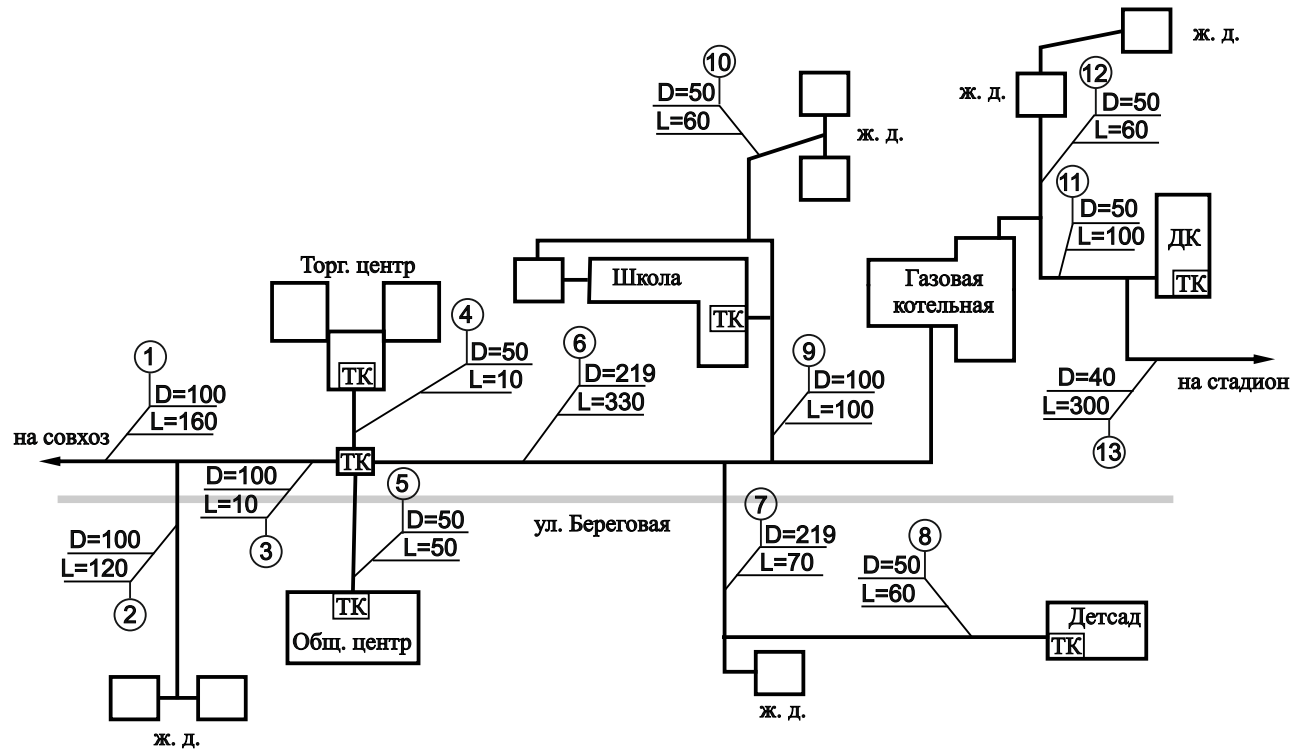 ж. д.
10
12
ж. д.
D=50
L=60
D=50
L=60
ж. д.
11
D=50
L=100
ДК
ТК
Торг. центр
Школа
ТК
Газовая
котельная
4
6
9
1
ТК
D=50
L=10
D=219
L=330
D=100
L=100
D=40
L=300
13
на стадион
D=100
L=160
на совхоз
ТК
D=100
L=10
3
5
D=50
L=50
ул. Береговая
7
D=219
L=70
8
D=50
L=60
D=100
L=120
2
ТК
Общ. центр
Детсад
ТК
ж. д.
ж. д.